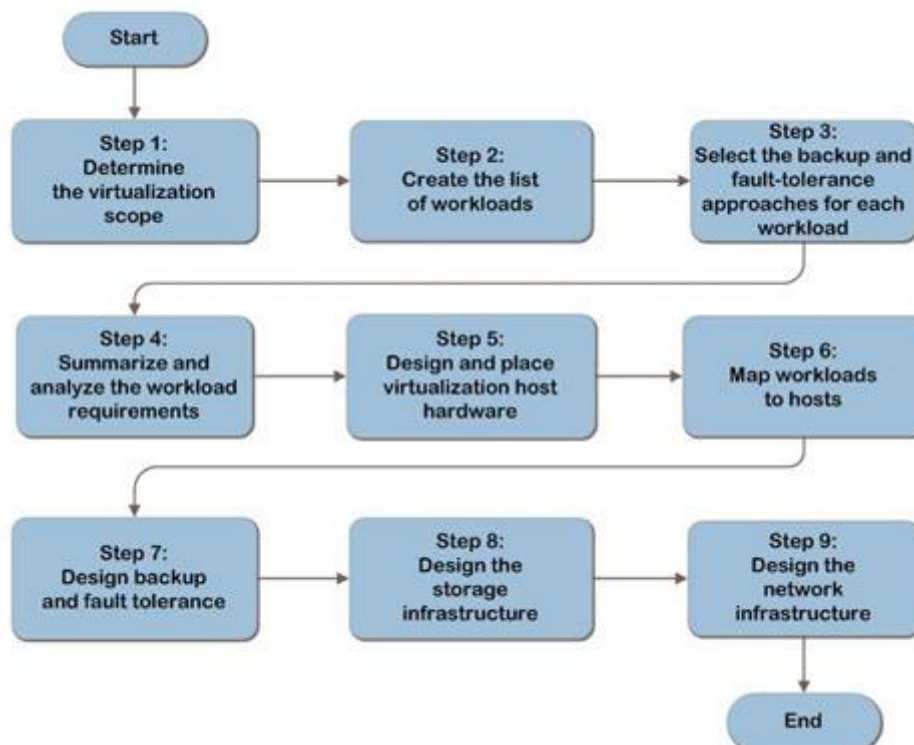 Start
Step 1:
Determine
the virtualization
scope
Step 2:
Create the list
of workloads
Step 3:
Select the backup and
fault-tolerance
approaches for each
workload
Step 4:
Summarize and
analyze the workload
requirements
Step 5:
Design and place
virtualization host
hardware
Step 6:
Map workloads
to hosts
Step 7:
Design backup
and fault tolerance
Step 8:
Design the
storage
infrastructure
Step 9:
Design the
network
infrastructure
End